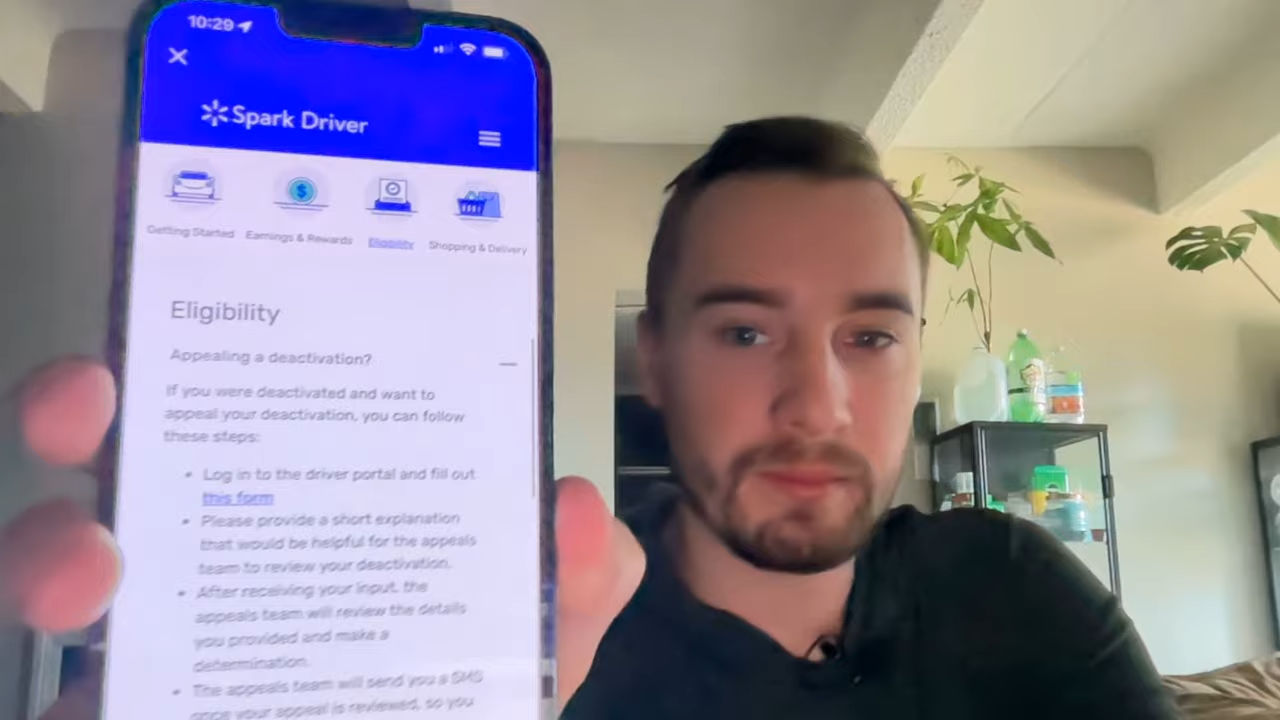 10:29
Spark Driver
Getting Started
Earnings & Rewards
Eligibility
Shopping & Delivery
Eligibility
Appealing a deactivation?
If you were deactivated and want to
appeal your deactivation, you can follow
these steps:
• Log in to the driver portal and fill out
this form
• Please provide a short explanation
that would be helpful for the appeals
team to review your deactivation.
• After receiving your input, the
appeals team will review the details
you provided and make a
determination.
• The appeals team will send you a SMS
once your appeal is reviewed, so you